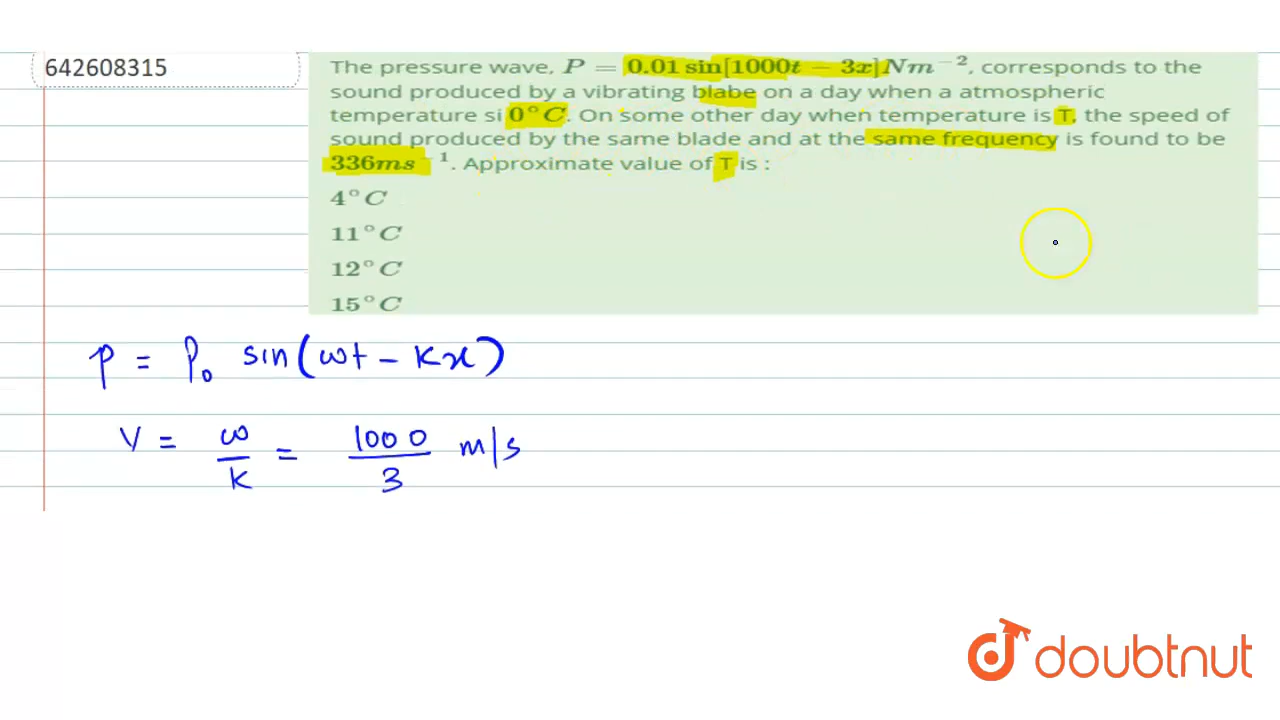 642608315
The pressure wave, P = 0.01 sin[1000t − 3x]Nm⁻², corresponds to the
sound produced by a vibrating blabe on a day when a atmospheric
temperature si 0°C. On some other day when temperature is T, the speed of
sound produced by the same blade and at the same frequency is found to be
336ms⁻¹. Approximate value of T is :
4°C
11°C
12°C
15°C
p = P₀ sin(ωt − Kx)
V = ω/K = 1000/3 m/s
doubtnut